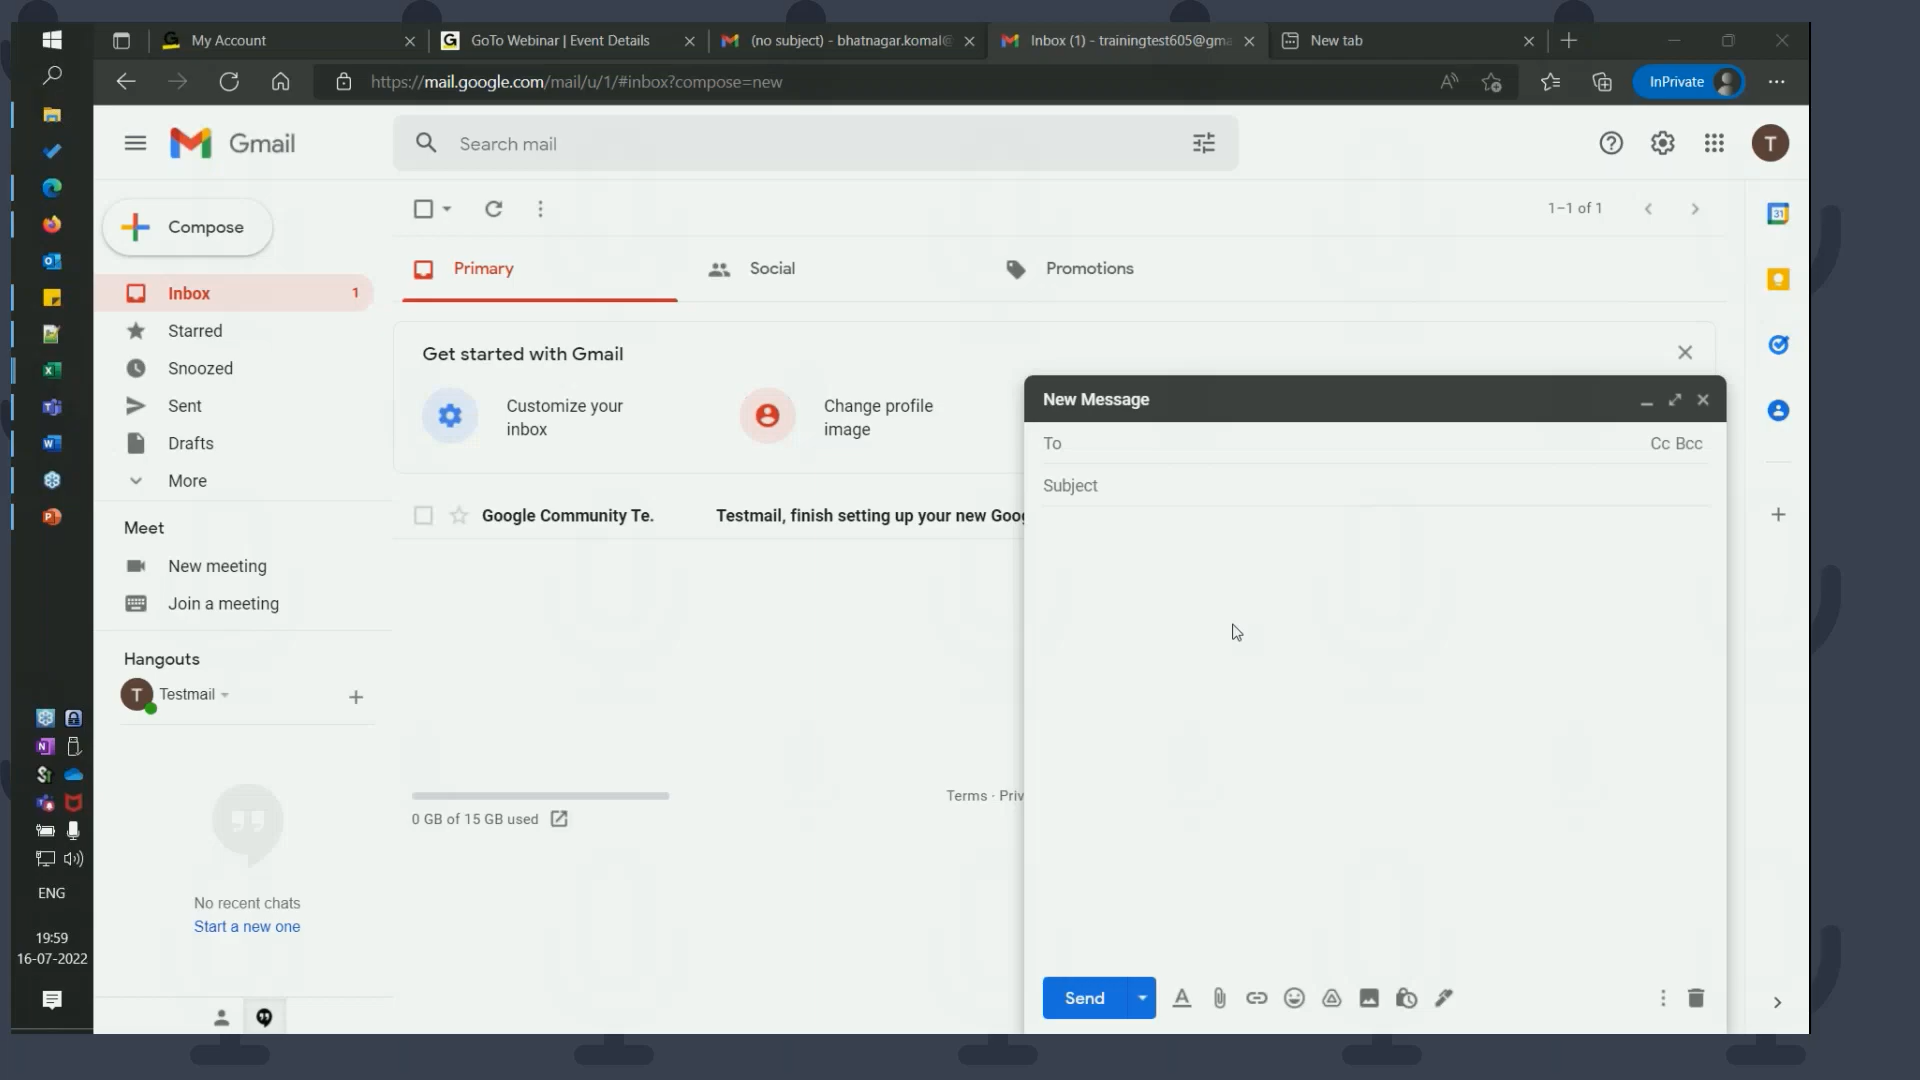 My Account
GoTo Webinar | Event Details
(no subject) - bhatnagar.komal@
Inbox (1) - trainingtest605@gma
New tab
https://mail.google.com/mail/u/1/#inbox?compose=new
InPrivate
Gmail
Search mail
T
Compose
1–1 of 1
Primary
Social
Promotions
Inbox
1
Starred
Snoozed
Sent
Drafts
More
Get started with Gmail
Customize your
inbox
Change profile
image
Google Community Te.
Testmail, finish setting up your new Goog
New Message
To
Cc Bcc
Subject
Meet
New meeting
Join a meeting
Hangouts
T
Testmail
Terms · Priv
0 GB of 15 GB used
No recent chats
Start a new one
Send
31
ENG
19:59
16-07-2022